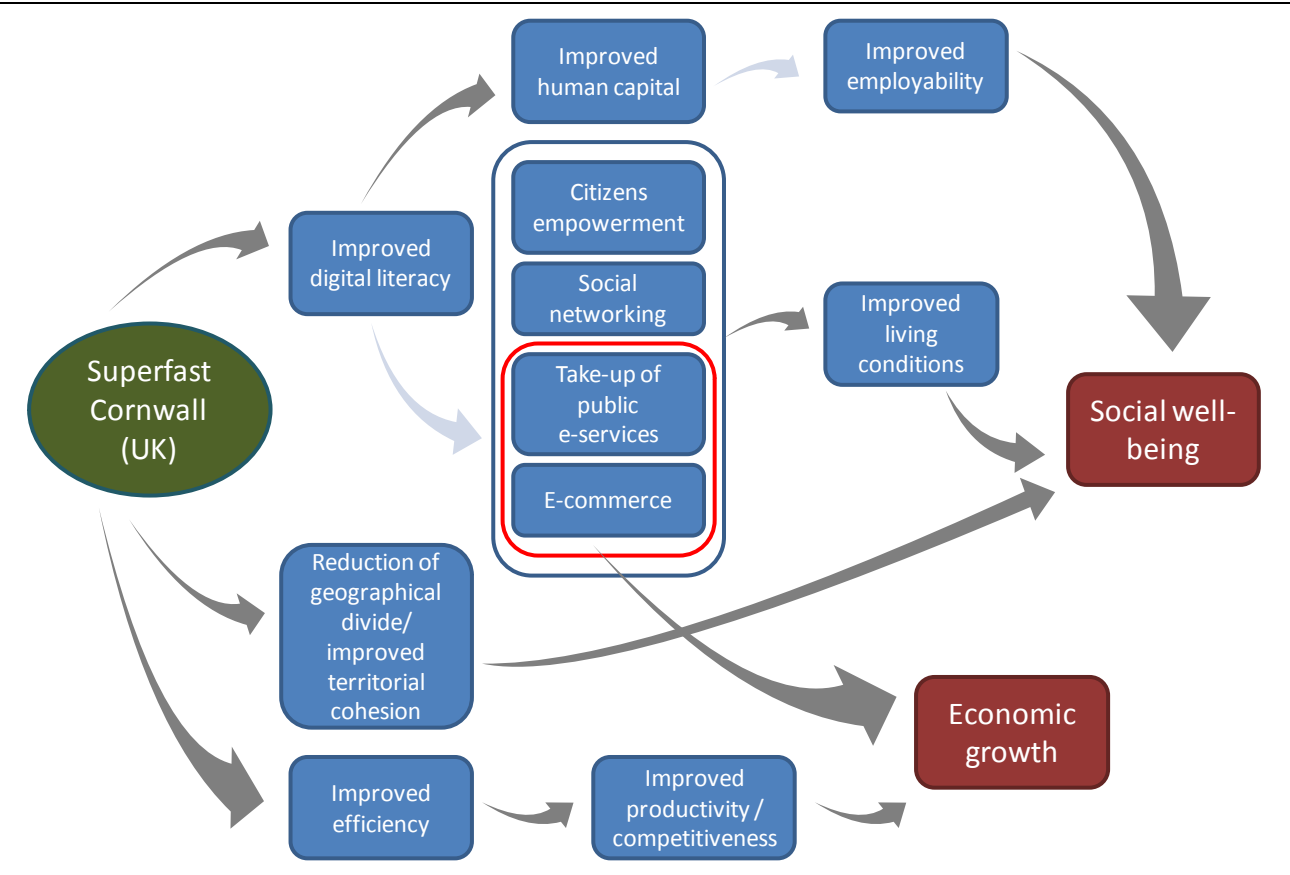 Improved
human capital
Improved
employability
Citizens
empowerment
Improved
digital literacy
Social
networking
Improved
living
conditions
Superfast
Cornwall
(UK)
Take-up of
public
e-services
Social well-
being
E-commerce
Reduction of
geographical
divide/
improved
territorial
cohesion
Economic
growth
Improved
efficiency
Improved
productivity /
competitiveness